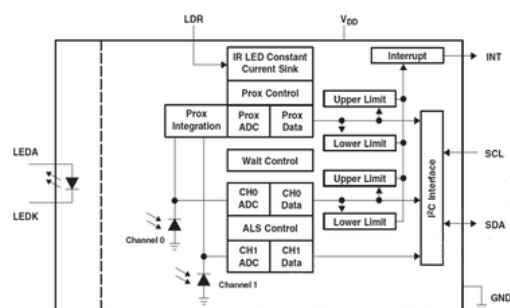 LDR
VDD
IR LED Constant
Current Sink
Interrupt
INT
Prox Control
Upper Limit
Prox
Integration
Prox
ADC
Prox
Data
Lower Limit
LEDA
Wait Control
I²C Interface
SCL
Upper Limit
CH0
ADC
CH0
Data
LEDK
Lower Limit
SDA
ALS Control
Channel 0
CH1
ADC
CH1
Data
Channel 1
GND